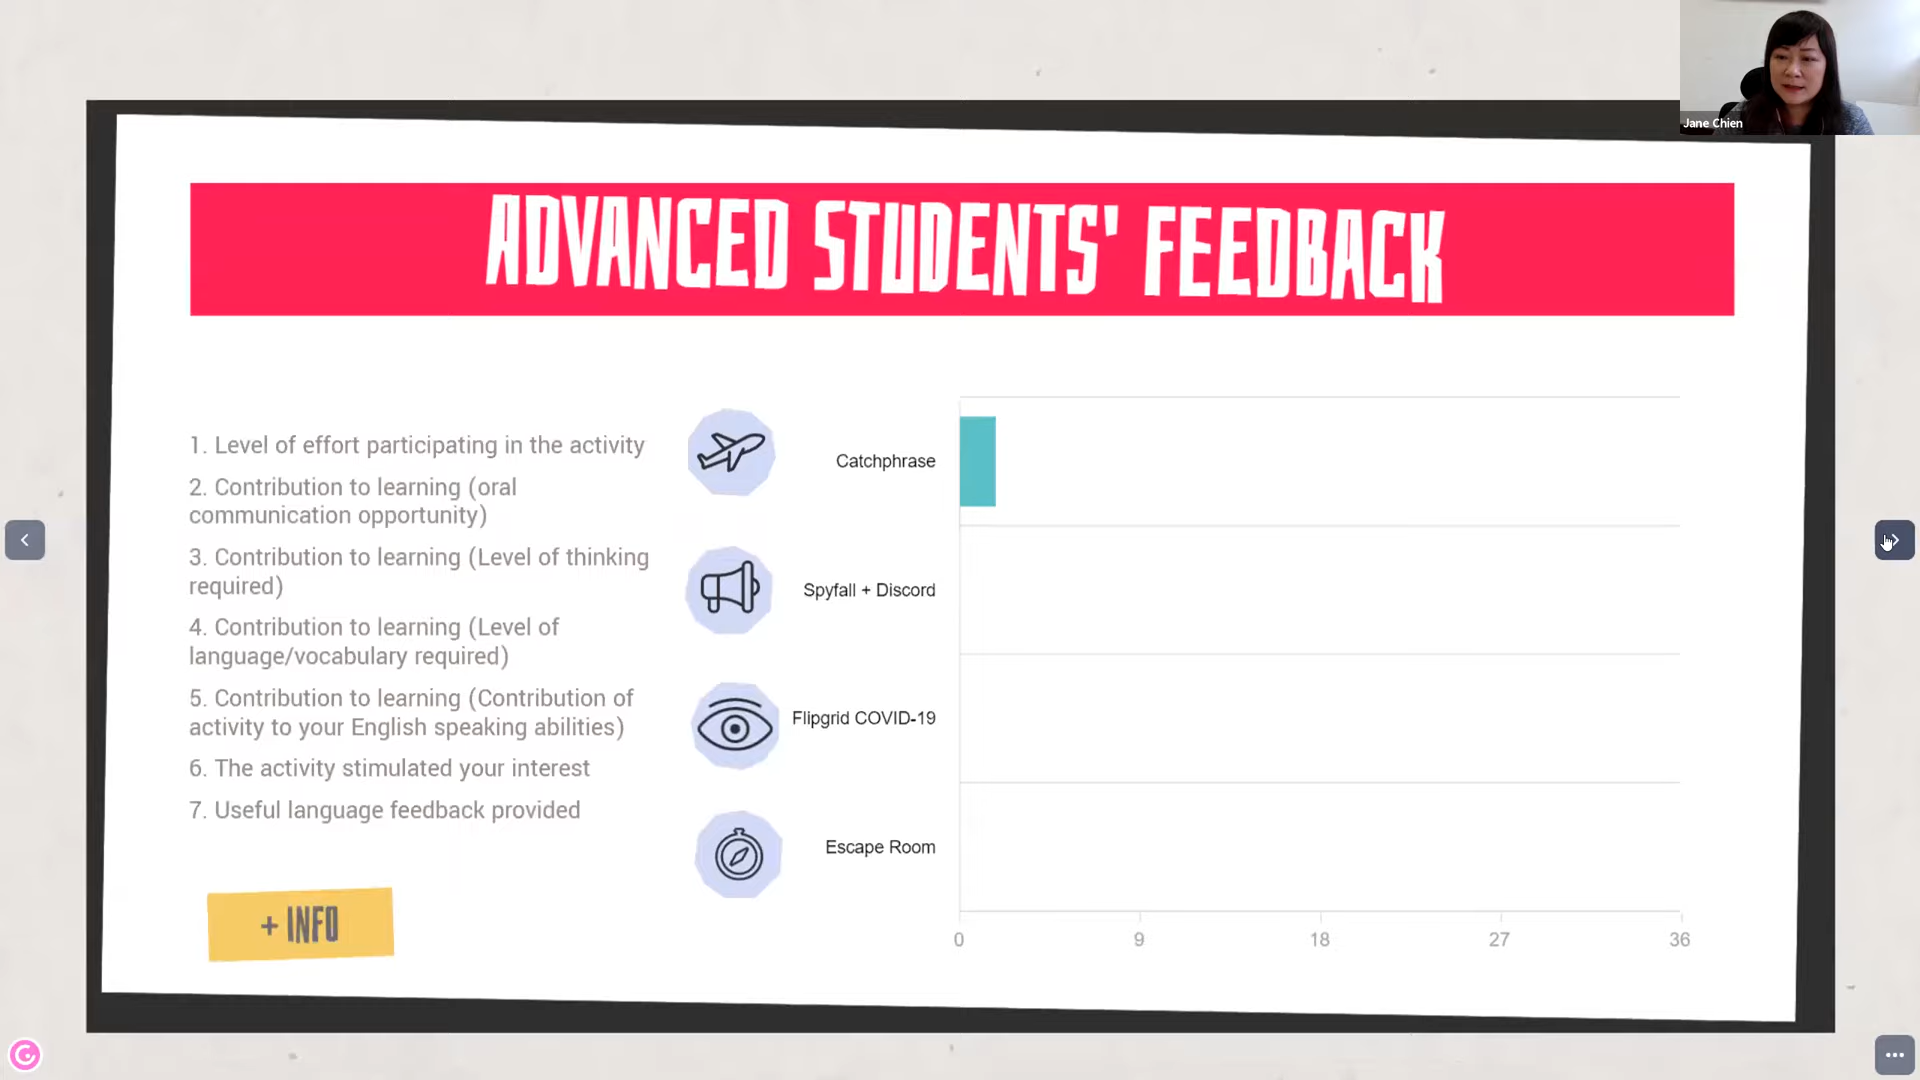 Jane Chien
ADVANCED STUDENTS' FEEDBACK
1. Level of effort participating in the activity
2. Contribution to learning (oral
communication opportunity)
3. Contribution to learning (Level of thinking
required)
4. Contribution to learning (Level of
language/vocabulary required)
5. Contribution to learning (Contribution of
activity to your English speaking abilities)
6. The activity stimulated your interest
7. Useful language feedback provided
+ INFO
Catchphrase
Spyfall + Discord
Flipgrid COVID-19
Escape Room
0 9 18 27 36